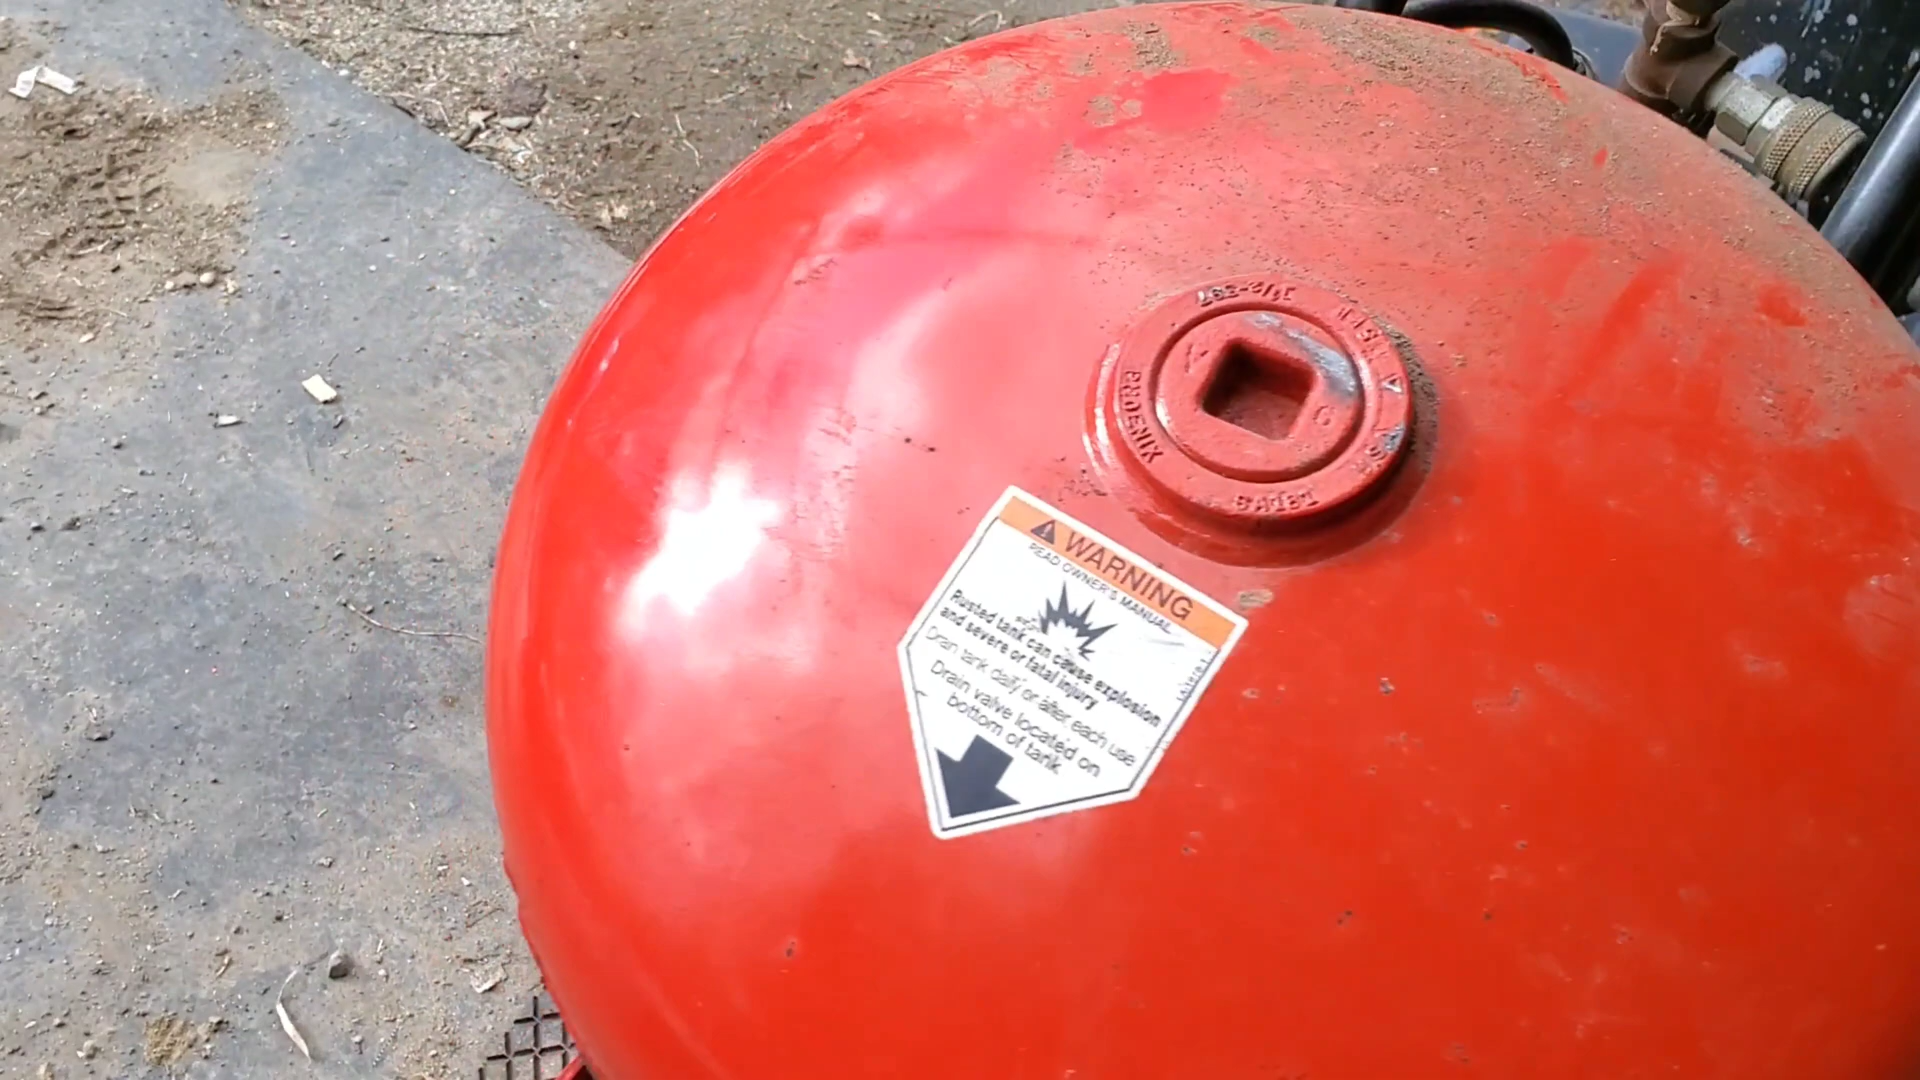 WARNING
READ OWNER'S MANUAL
Rusted tank can cause explosion
and severe or fatal injury
Drain tank daily or after each use
Drain valve located on
bottom of tank
PHOENIX